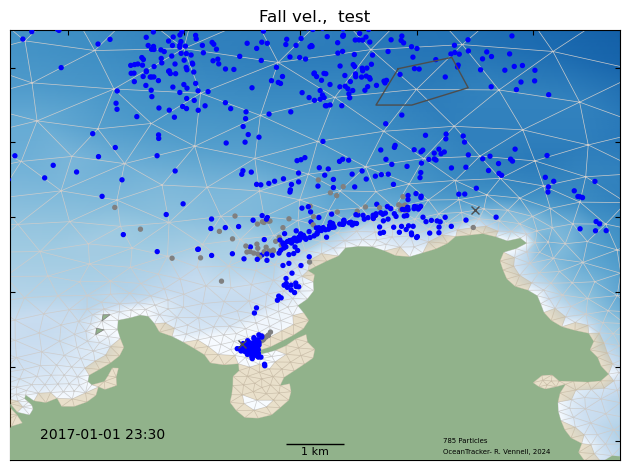 Fall vel.,  test
2017-01-01 23:30
1 km
785 Particles
OceanTracker- R. Vennell, 2024